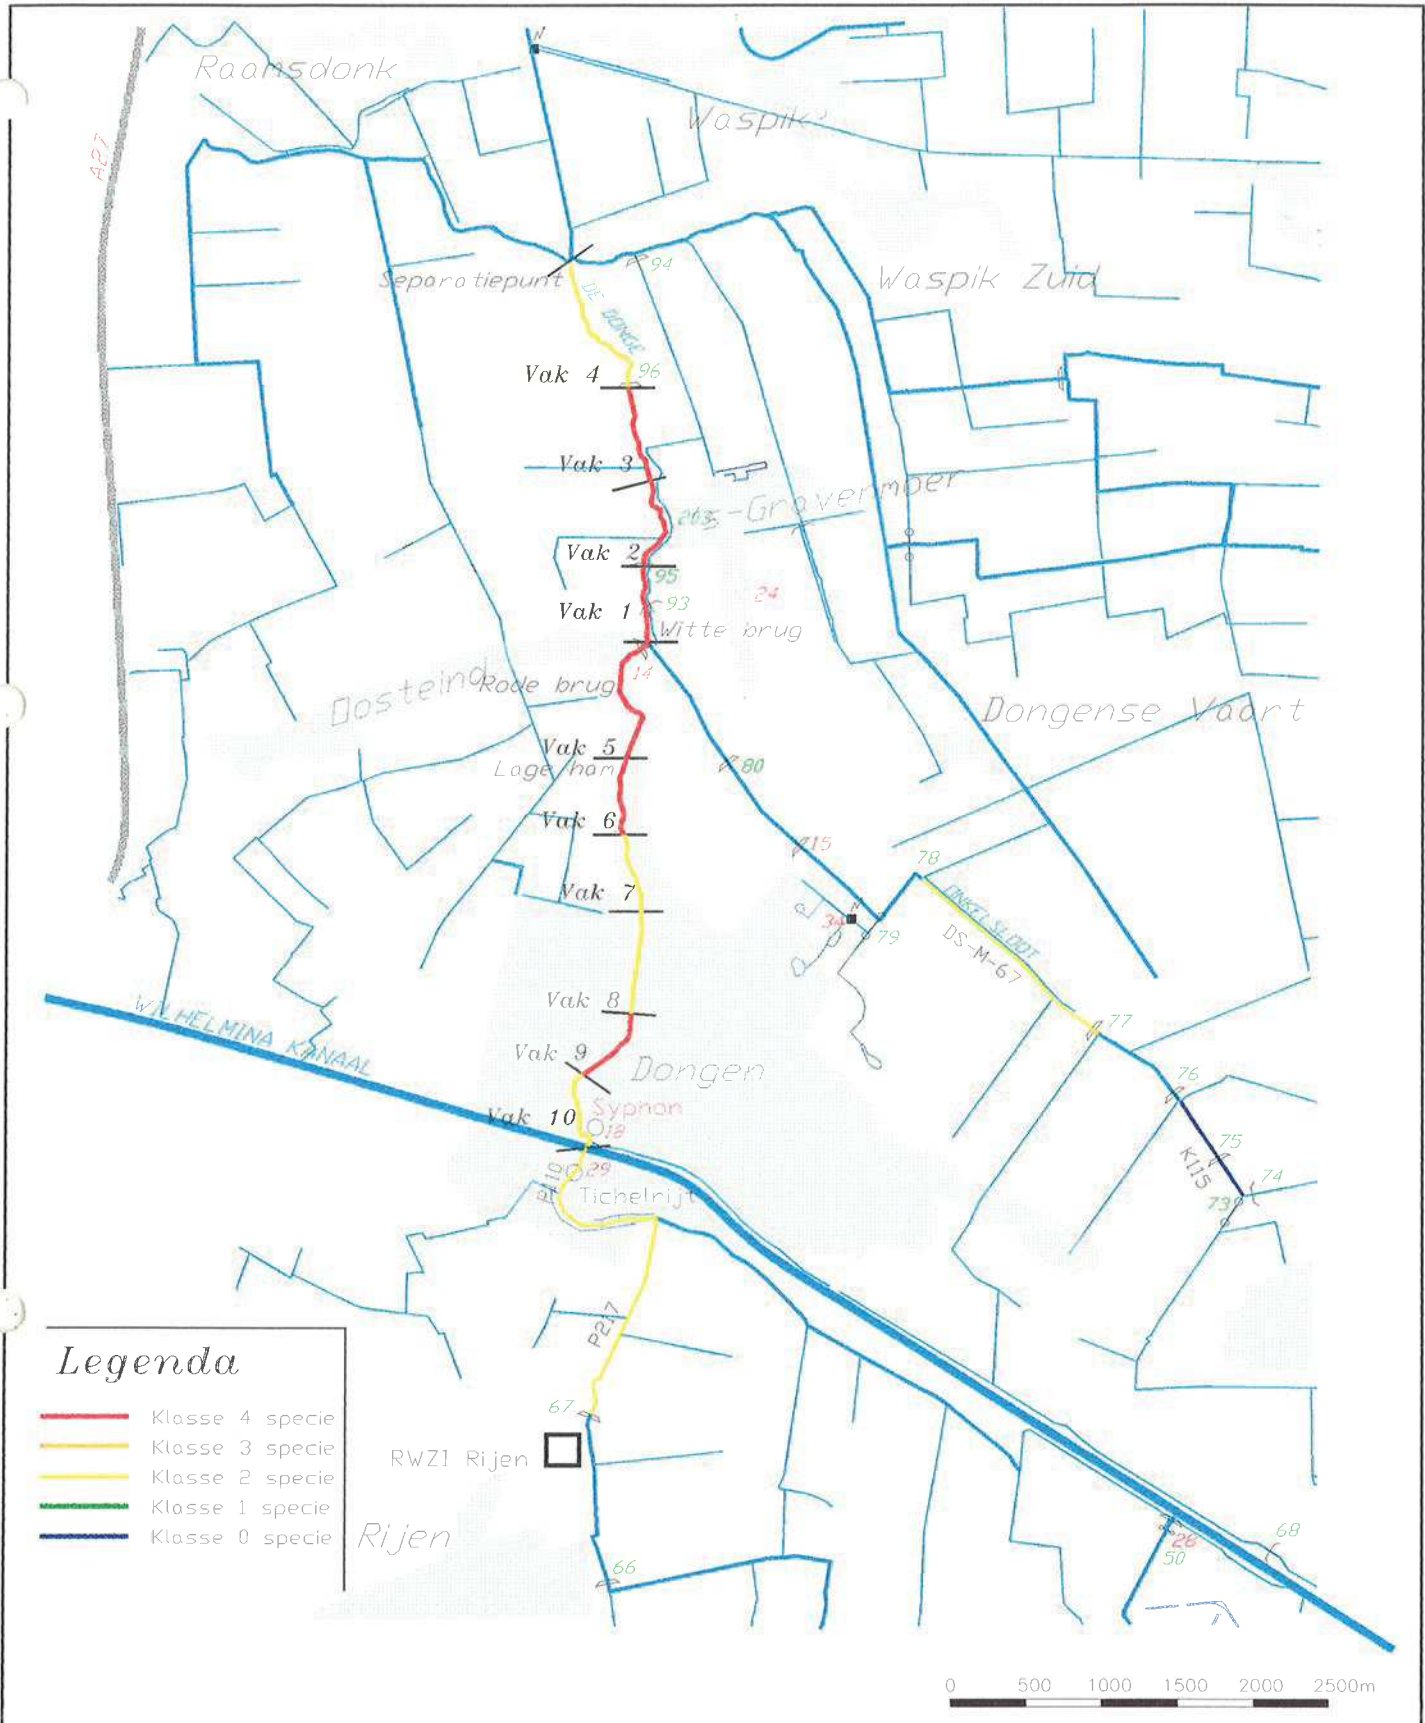 Raamsdonk
A27
N
Waspik
Separatiepunt
94
DE DONGE
Waspik Zuid
Vak 4
96
Vak 3
-Gravenmoer
Vak 2
95
Vak 1
93
24
Witte brug
14
Oosteind
Rode brug
Dongense Vaart
Vak 5
Lage ham
80
Vak 6
15
78
Vak 7
N
34
79
DS-M-67
Vak 8
WILHELMINA KANAAL
77
Vak 9
Dongen
76
Vak 10
Syphon
18
75
K115
74
73
29
P110
Tichelrijt
P217
Legenda
Klasse 4 specie
Klasse 3 specie
Klasse 2 specie
Klasse 1 specie
Klasse 0 specie
67
RWZI Rijen
Rijen
66
28
50
68
0 500 1000 1500 2000 2500m